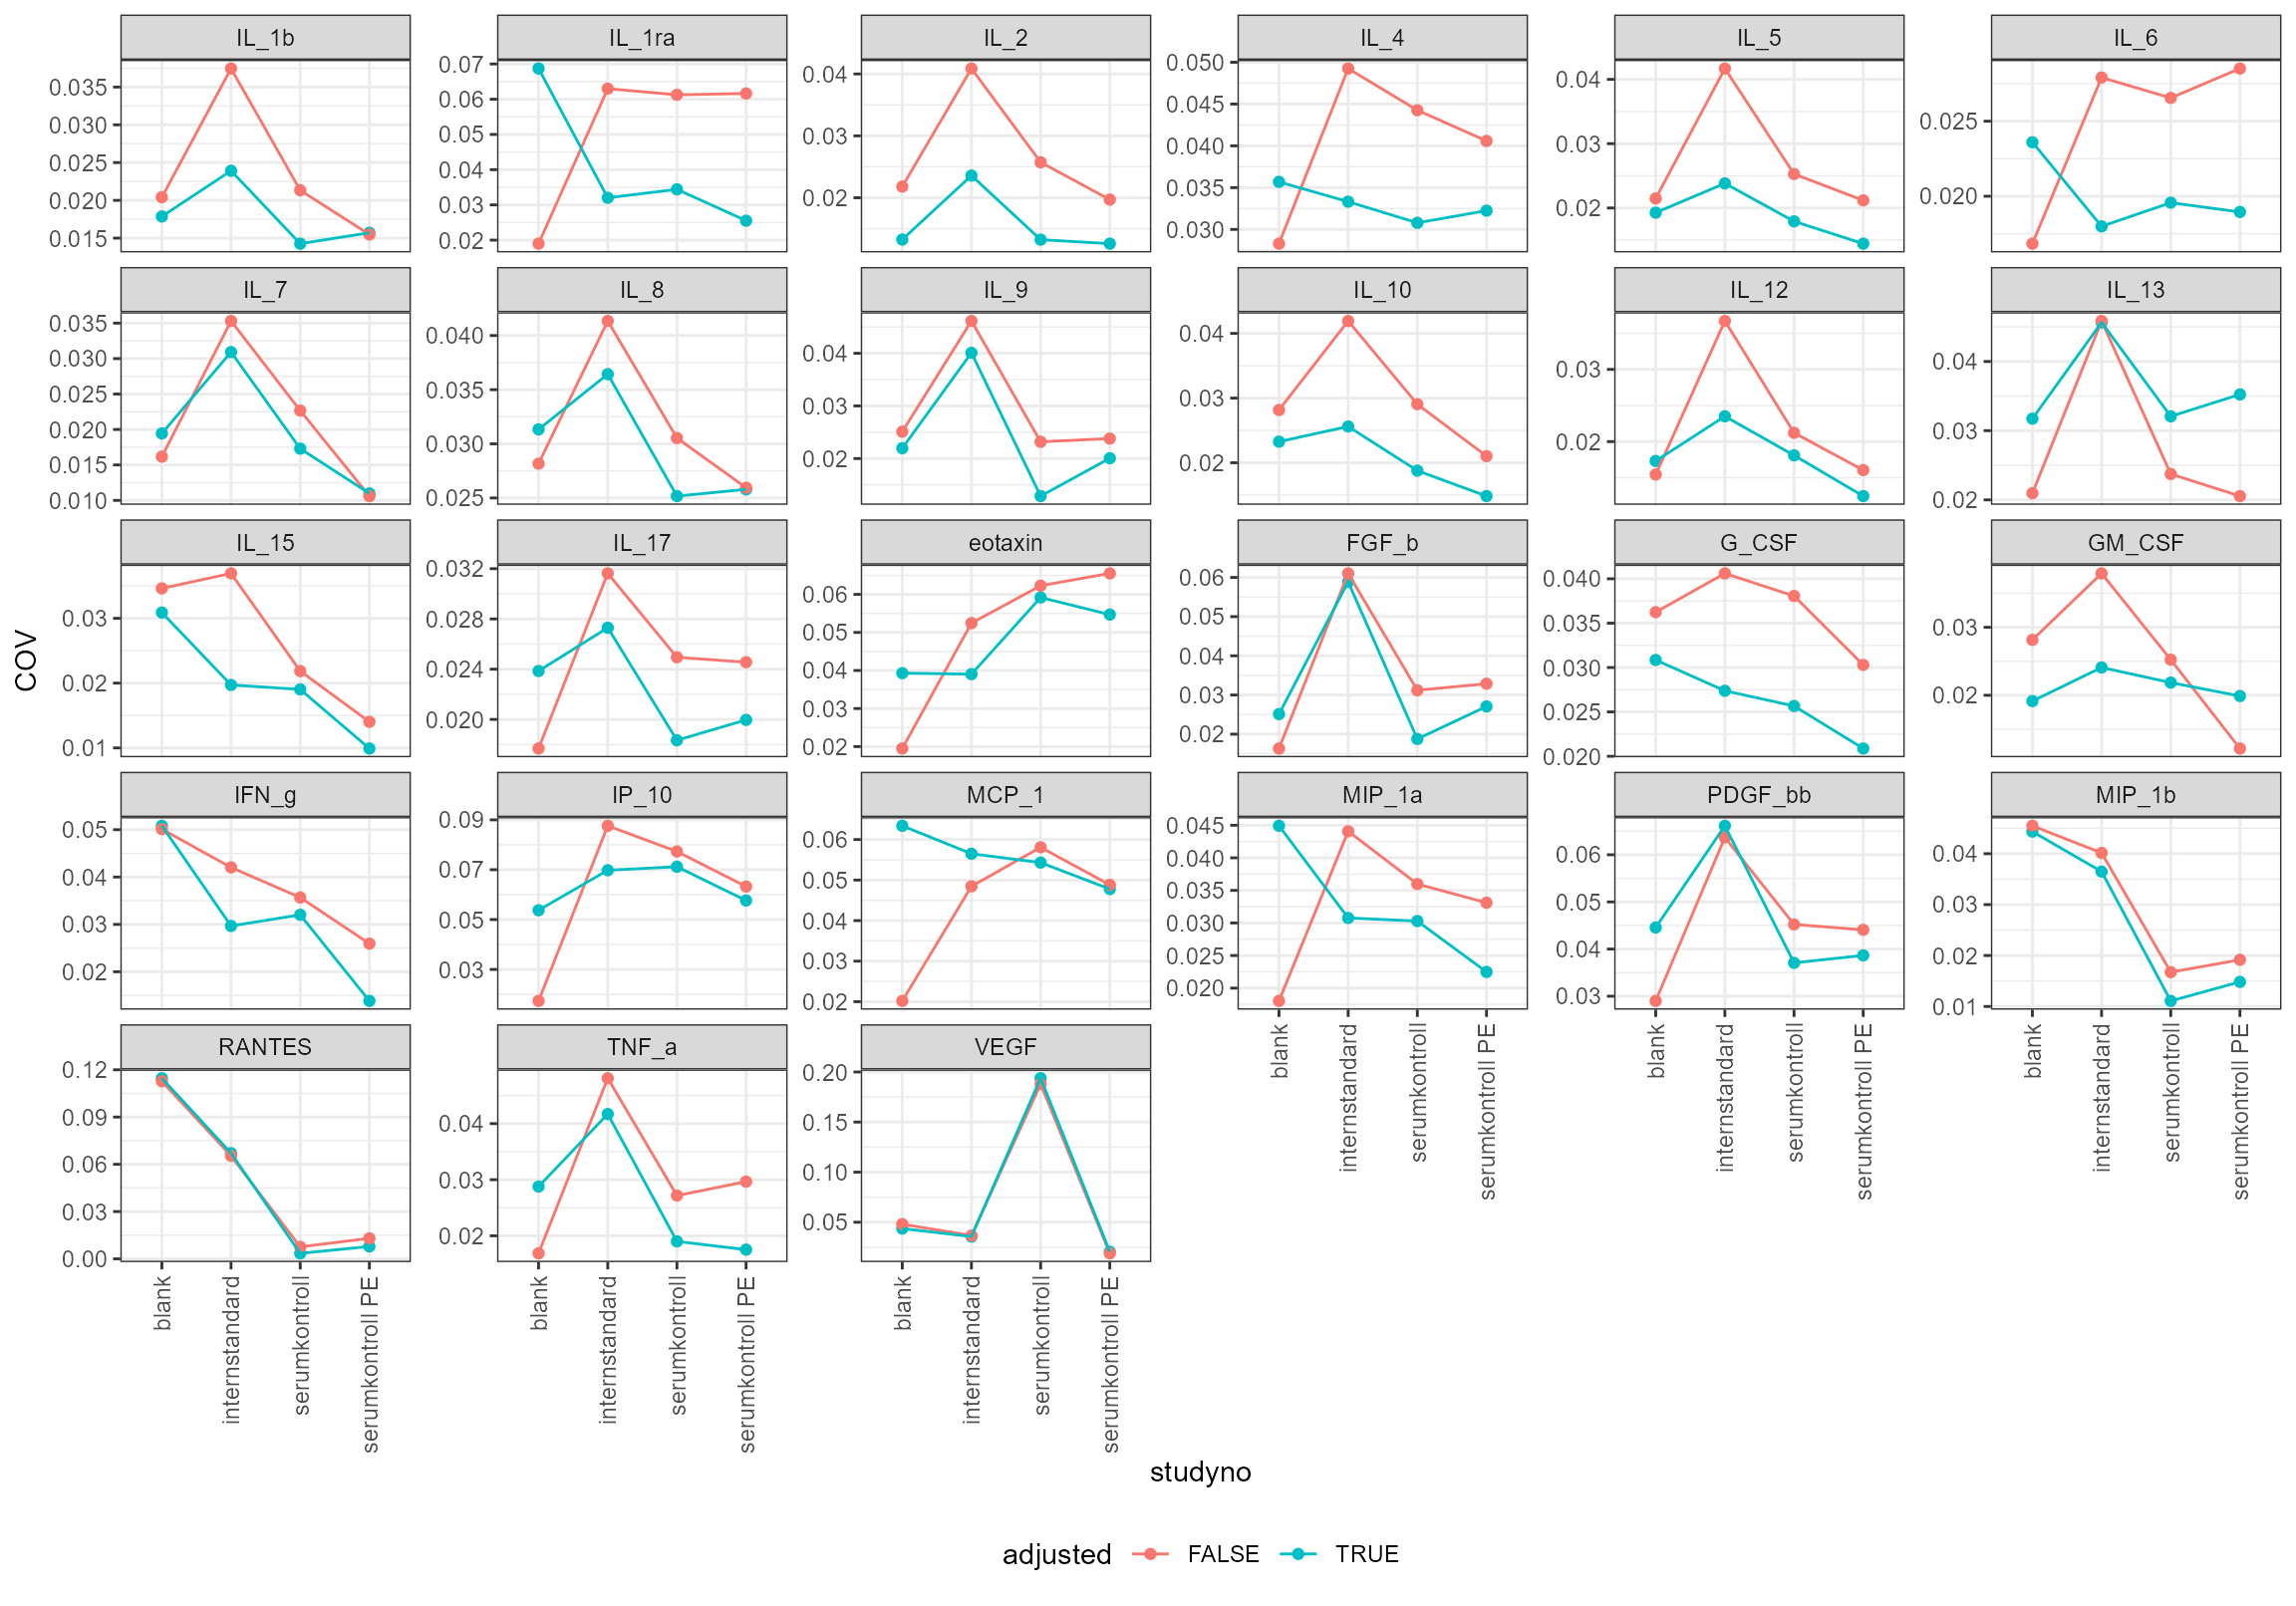 IL_1b IL_1ra IL_2 IL_4 IL_5 IL_6
0.035 0.030 0.025 0.020 0.015
0.07 0.06 0.05 0.04 0.03 0.02
0.04 0.03 0.02
0.050 0.045 0.040 0.035 0.030
0.04 0.03 0.02
0.025 0.020
IL_7 IL_8 IL_9 IL_10 IL_12 IL_13
0.035 0.030 0.025 0.020 0.015 0.010
0.040 0.035 0.030 0.025
0.04 0.03 0.02
0.04 0.03 0.02
0.03 0.02
0.04 0.03 0.02
IL_15 IL_17 eotaxin FGF_b G_CSF GM_CSF
0.03 0.02 0.01
0.032 0.028 0.024 0.020
0.06 0.05 0.04 0.03 0.02
0.06 0.05 0.04 0.03 0.02
0.040 0.035 0.030 0.025 0.020
0.03 0.02
COV
IFN_g IP_10 MCP_1 MIP_1a PDGF_bb MIP_1b
0.05 0.04 0.03 0.02
0.09 0.07 0.05 0.03
0.06 0.05 0.04 0.03 0.02
0.045 0.040 0.035 0.030 0.025 0.020
0.06 0.05 0.04 0.03
0.04 0.03 0.02 0.01
blank internstandard serumkontroll serumkontroll PE
blank internstandard serumkontroll serumkontroll PE
blank internstandard serumkontroll serumkontroll PE
RANTES TNF_a VEGF
0.12 0.09 0.06 0.03 0.00
0.04 0.03 0.02
0.20 0.15 0.10 0.05
blank internstandard serumkontroll serumkontroll PE
blank internstandard serumkontroll serumkontroll PE
blank internstandard serumkontroll serumkontroll PE
studyno
adjusted FALSE TRUE